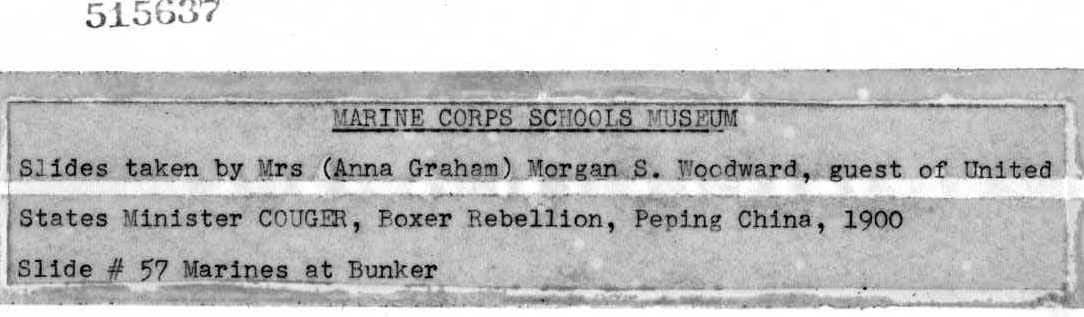 515637
MARINE CORPS SCHOOLS MUSEUM
Slides taken by Mrs (Anna Graham) Morgan S. Woodward, guest of United
States Minister COUGER, Boxer Rebellion, Peping China, 1900
Slide # 57 Marines at Bunker